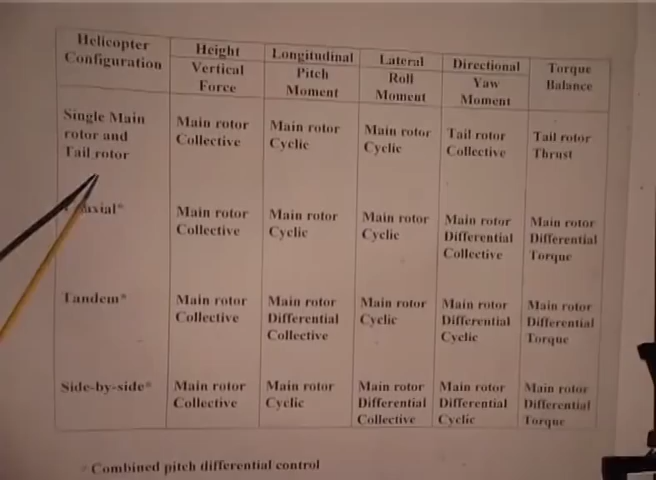 Helicopter Configuration | Height | Longitudinal | Lateral | Directional | Torque Balance
Vertical Force | Pitch Moment | Roll Moment | Yaw Moment
Single Main rotor and Tail rotor | Main rotor Collective | Main rotor Cyclic | Main rotor Cyclic | Tail rotor Collective | Tail rotor Thrust
Main rotor Collective | Main rotor Cyclic | Main rotor Cyclic | Main rotor Differential Collective | Main rotor Differential Torque
Tandem* | Main rotor Collective | Main rotor Differential Collective | Main rotor Cyclic | Main rotor Differential Cyclic | Main rotor Differential Torque
Side-by-side* | Main rotor Collective | Main rotor Cyclic | Main rotor Differential Collective | Main rotor Differential Cyclic | Main rotor Differential Torque
* Combined pitch differential control